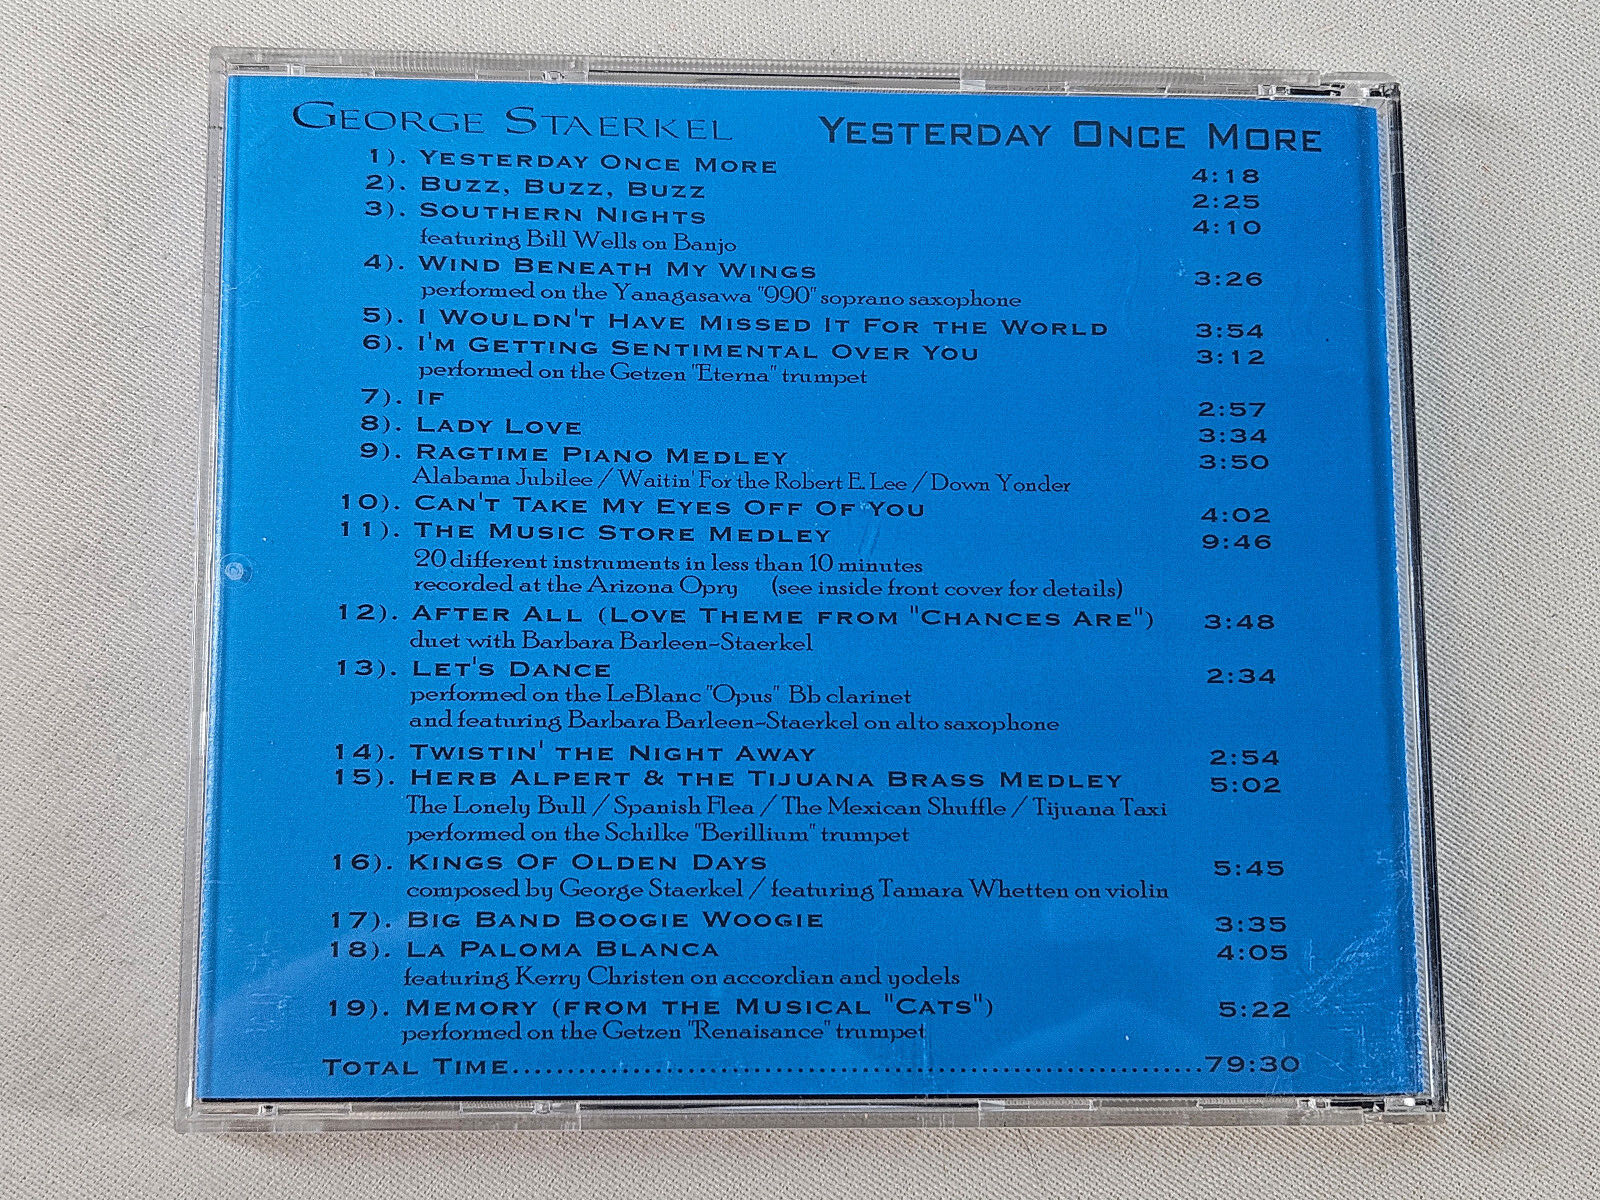 George Staerkel Yesterday Once More
1). Yesterday Once More 4:18
2). Buzz, Buzz, Buzz 2:25
3). Southern Nights 4:10
featuring Bill Wells on Banjo
4). Wind Beneath My Wings 3:26
performed on the Yanagasawa "990" soprano saxophone
5). I Wouldn't Have Missed It For the World 3:54
6). I'm Getting Sentimental Over You 3:12
performed on the Getzen "Eterna" trumpet
7). If 2:57
8). Lady Love 3:34
9). Ragtime Piano Medley 3:50
Alabama Jubilee / Waitin' For the Robert E. Lee / Down Yonder
10). Can't Take My Eyes Off Of You 4:02
11). The Music Store Medley 9:46
20 different instruments in less than 10 minutes
recorded at the Arizona Opry (see inside front cover for details)
12). After All (Love Theme from "Chances Are") 3:48
duet with Barbara Barleen-Staerkel
13). Let's Dance 2:34
performed on the LeBlanc "Opus" Bb clarinet
and featuring Barbara Barleen-Staerkel on alto saxophone
14). Twistin' the Night Away 2:54
15). Herb Alpert & the Tijuana Brass Medley 5:02
The Lonely Bull / Spanish Flea / The Mexican Shuffle / Tijuana Taxi
performed on the Schilke "Berillium" trumpet
16). Kings Of Olden Days 5:45
composed by George Staerkel / featuring Tamara Whetten on violin
17). Big Band Boogie Woogie 3:35
18). La Paloma Blanca 4:05
featuring Kerry Christen on accordian and yodels
19). Memory (from the Musical "Cats") 5:22
performed on the Getzen "Renaisance" trumpet
Total Time......................................................................79:30